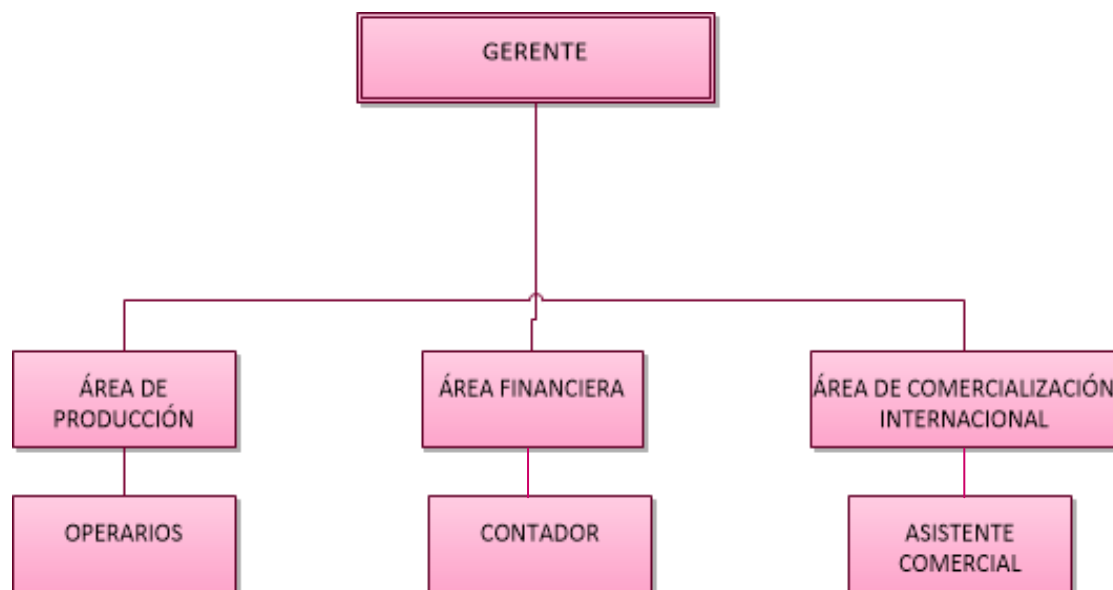 GERENTE
ÁREA DE
PRODUCCIÓN
ÁREA FINANCIERA
ÁREA DE COMERCIALIZACIÓN
INTERNACIONAL
OPERARIOS
CONTADOR
ASISTENTE
COMERCIAL